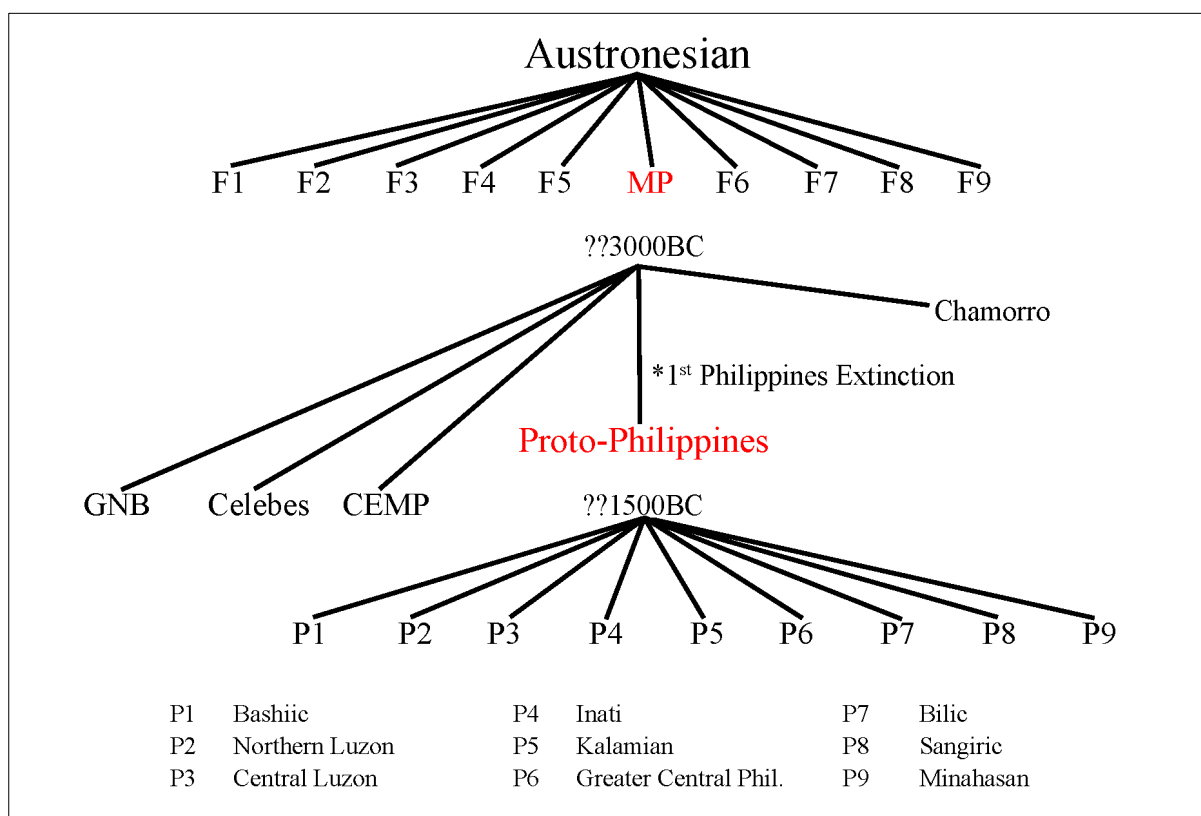 Austronesian
F1 F2 F3 F4 F5 MP F6 F7 F8 F9
??3000BC
Chamorro
*1st Philippines Extinction
Proto-Philippines
GNB Celebes CEMP
??1500BC
P1 P2 P3 P4 P5 P6 P7 P8 P9
P1 Bashiic P4 Inati P7 Bilic
P2 Northern Luzon P5 Kalamian P8 Sangiric
P3 Central Luzon P6 Greater Central Phil. P9 Minahasan